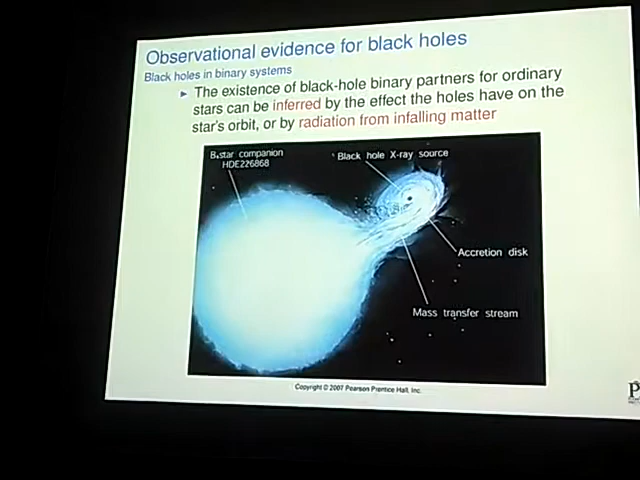 Observational evidence for black holes
Black holes in binary systems
► The existence of black-hole binary partners for ordinary
stars can be inferred by the effect the holes have on the
star's orbit, or by radiation from infalling matter
B-star companion
HDE226868
Black hole X-ray source
Accretion disk
Mass transfer stream
Copyright © 2007 Pearson Prentice Hall, Inc.
P